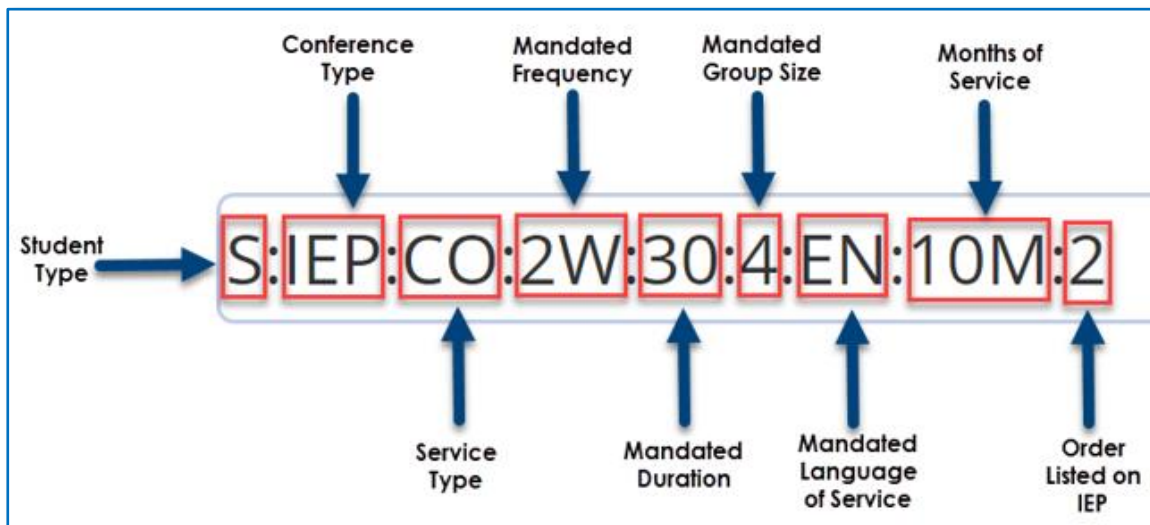 Conference
Type
Mandated
Frequency
Mandated
Group Size
Months of
Service
Student
Type
S:IEP:CO:2W:30:4:EN:10M:2
Service
Type
Mandated
Duration
Mandated
Language
of Service
Order
Listed on
IEP